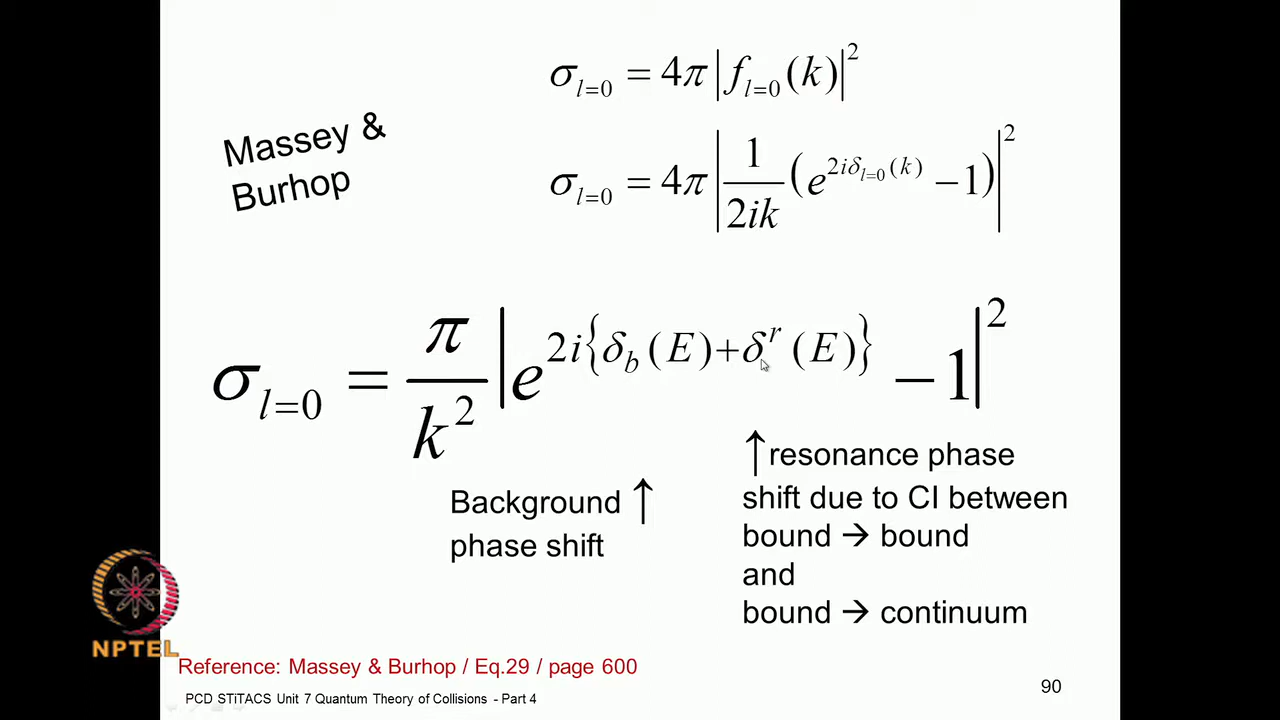 σ_{l=0} = 4π |f_{l=0}(k)|^2
Massey &
Burhop
σ_{l=0} = 4π |\frac{1}{2ik} (e^{2iδ_{l=0}(k)} −1)|^2
σ_{l=0} = \frac{π}{k^2} |e^{2i{δ_b(E)+δ^r(E)}} −1|^2
Background ↑
phase shift
↑resonance phase
shift due to CI between
bound → bound
and
bound → continuum
NPTEL
Reference: Massey & Burhop / Eq.29 / page 600
PCD STiTACS Unit 7 Quantum Theory of Collisions - Part 4
90